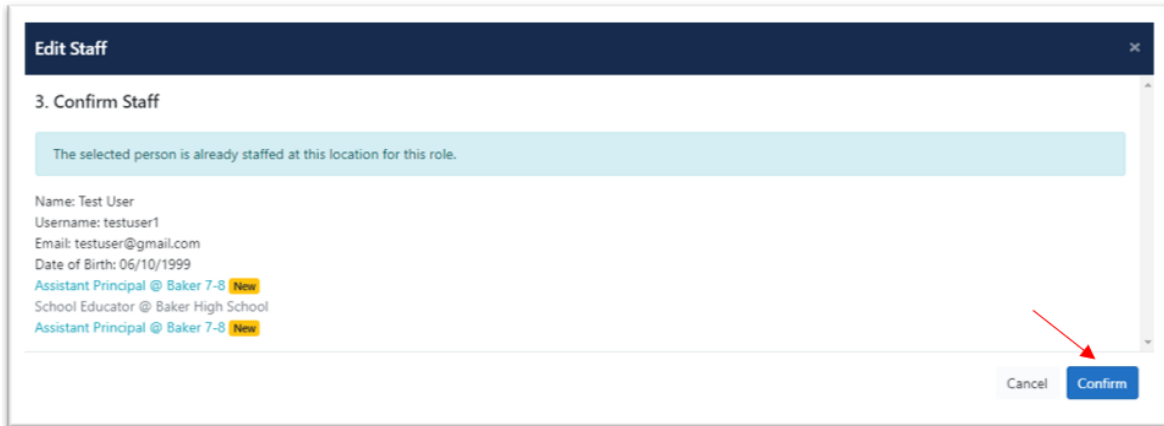 Edit Staff ×
3. Confirm Staff
The selected person is already staffed at this location for this role.
Name: Test User
Username: testuser1
Email: testuser@gmail.com
Date of Birth: 06/10/1999
Assistant Principal @ Baker 7-8 New
School Educator @ Baker High School
Assistant Principal @ Baker 7-8 New
Cancel Confirm